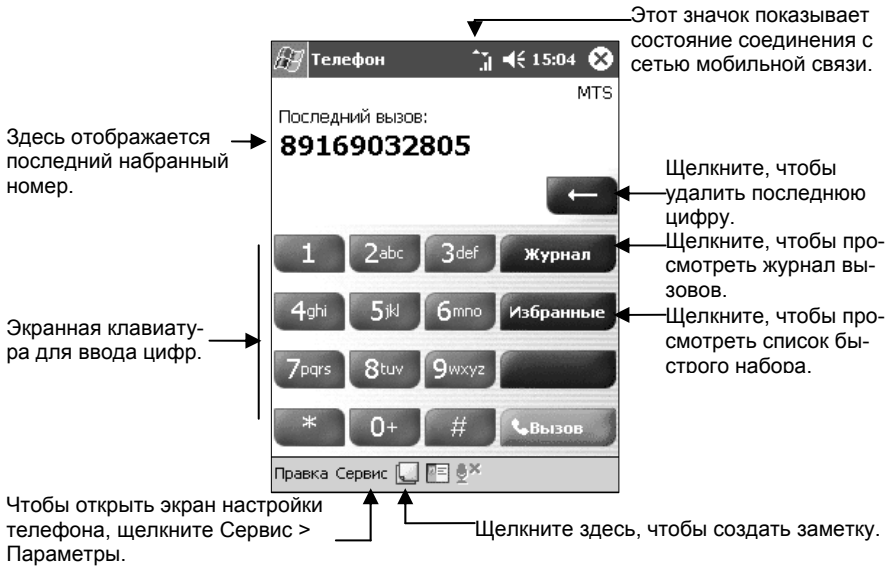 Этот значок показывает
состояние соединения с
сетью мобильной связи.
Телефон 15:04
MTS
Последний вызов:
89169032805
Здесь отображается
последний набранный
номер.
Щелкните, чтобы
удалить последнюю
цифру.
1 2abc 3def Журнал
Щелкните, чтобы про-
смотреть журнал вы-
зовов.
4ghi 5jkl 6mno Избранные
Щелкните, чтобы про-
смотреть список бы-
строго набора.
Экранная клавиату-
ра для ввода цифр.
7pqrs 8tuv 9wxyz
* 0+ # Вызов
Правка Сервис
Чтобы открыть экран настройки
телефона, щелкните Сервис >
Параметры.
Щелкните здесь, чтобы создать заметку.